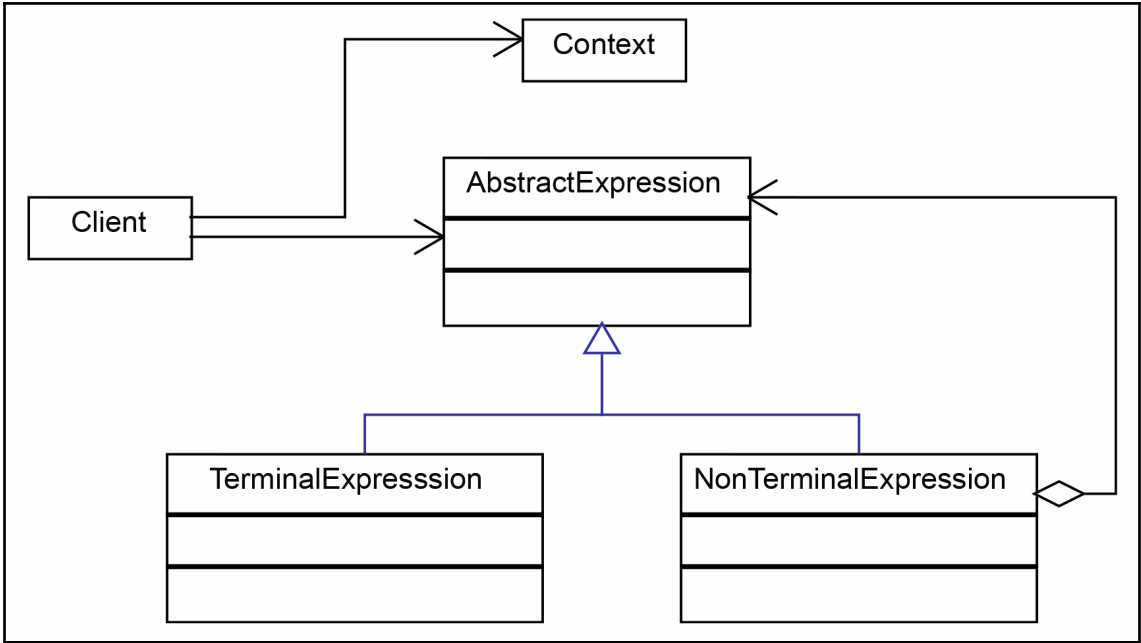 Context
AbstractExpression
Client
TerminalExpresssion
NonTerminalExpression